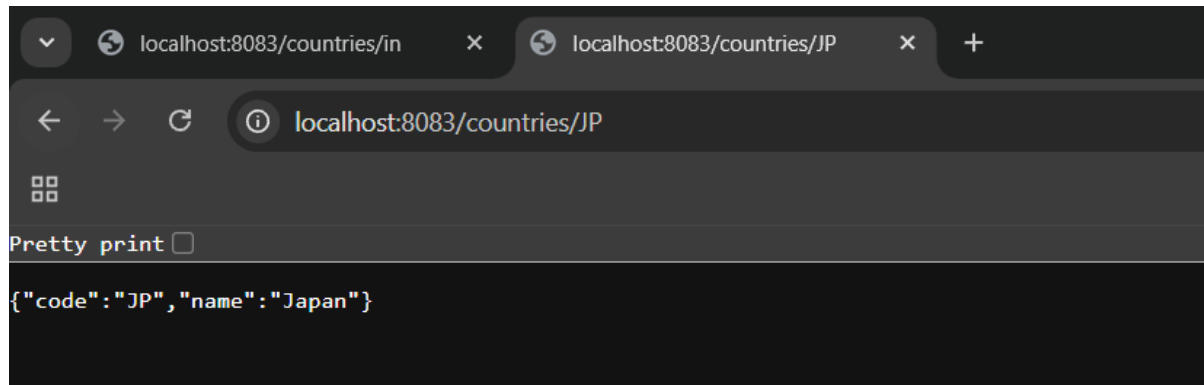 localhost:8083/countries/in
localhost:8083/countries/JP
localhost:8083/countries/JP
Pretty print
{"code":"JP","name":"Japan"}